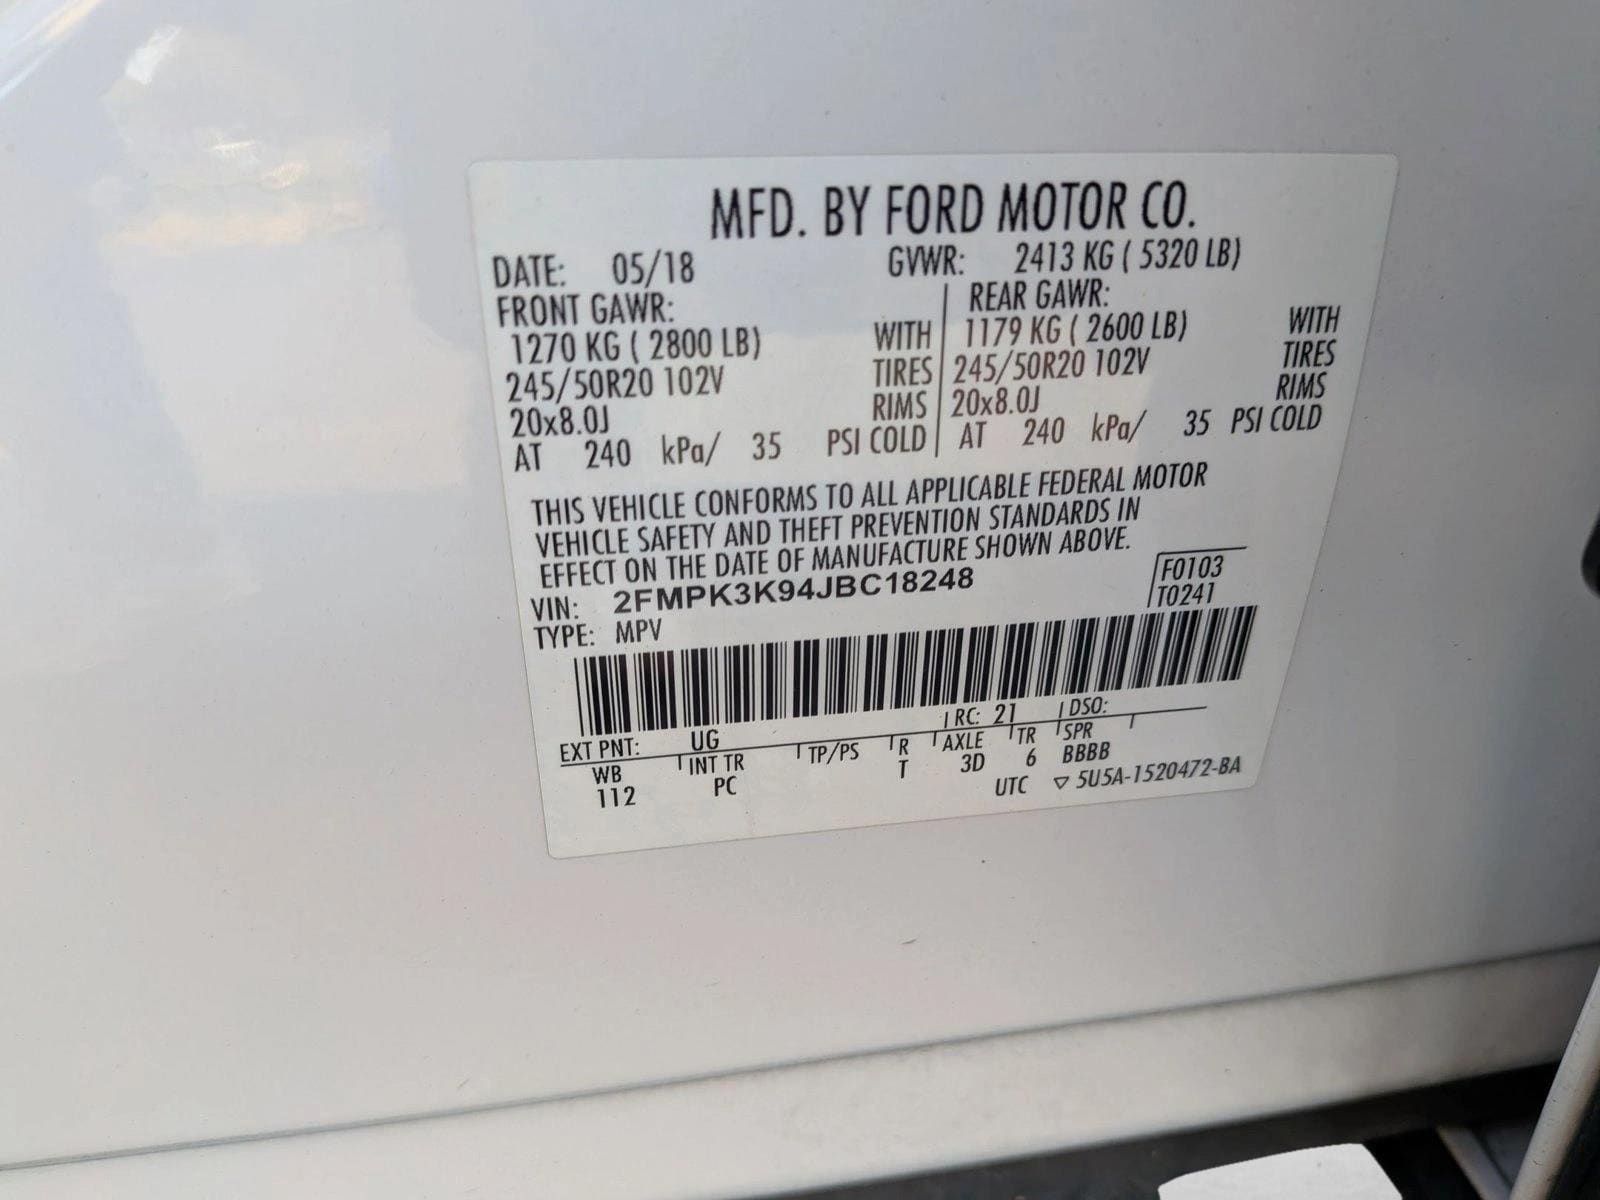 MFD. BY FORD MOTOR CO.
DATE: 05/18 GVWR: 2413 KG ( 5320 LB)
FRONT GAWR: REAR GAWR:
1270 KG ( 2800 LB) WITH 1179 KG ( 2600 LB) WITH
245/50R20 102V TIRES 245/50R20 102V TIRES
20x8.0J RIMS 20x8.0J RIMS
AT 240 kPa/ 35 PSI COLD AT 240 kPa/ 35 PSI COLD
THIS VEHICLE CONFORMS TO ALL APPLICABLE FEDERAL MOTOR
VEHICLE SAFETY AND THEFT PREVENTION STANDARDS IN
EFFECT ON THE DATE OF MANUFACTURE SHOWN ABOVE.
VIN: 2FMPK3K94JBC18248 F0103
TYPE: MPV T0241
EXT PNT: UG RC: 21 DSO:
WB INT TR TP/PS R AXLE TR SPR
112 PC T 3D 6 BBBB
UTC ▽ 5U5A-1520472-BA